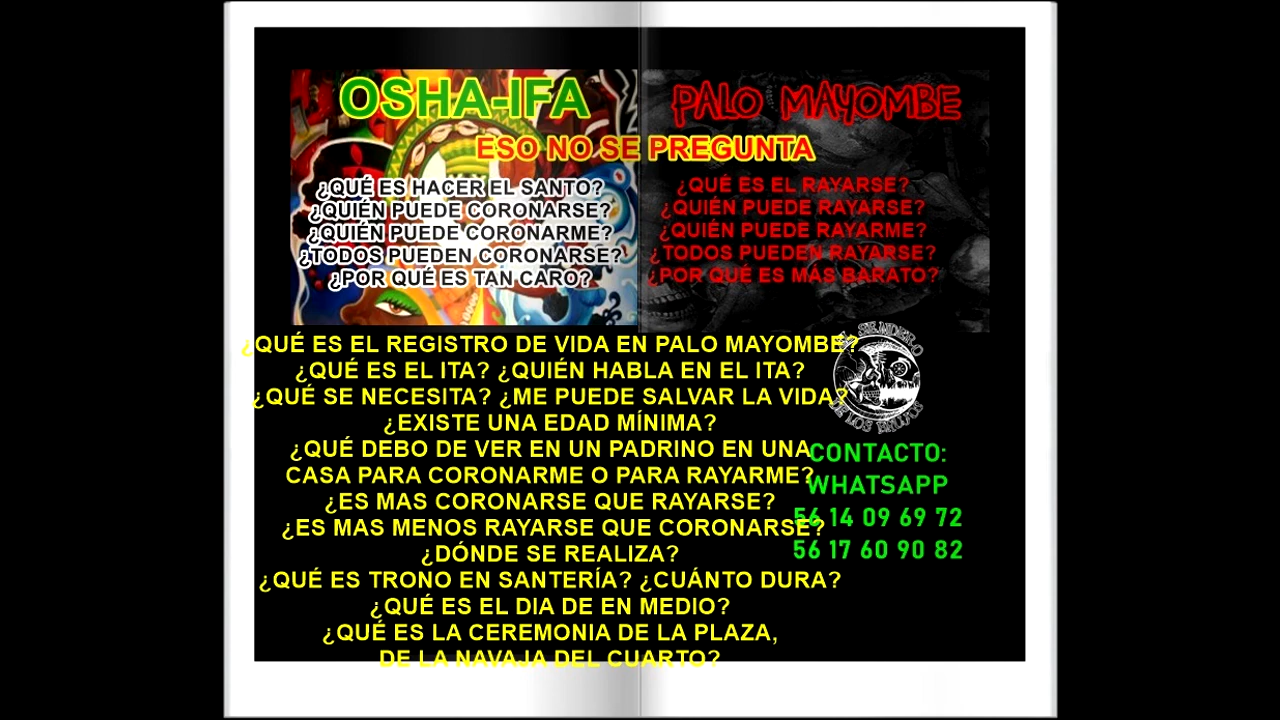 OSHA-IFA
PALO MAYOMBE
ESO NO SE PREGUNTA
¿QUÉ ES HACER EL SANTO?
¿QUIÉN PUEDE CORONARSE?
¿QUIÉN PUEDE CORONARME?
¿TODOS PUEDEN CORONARSE?
¿POR QUÉ ES TAN CARO?
¿QUÉ ES EL RAYARSE?
¿QUIÉN PUEDE RAYARSE?
¿QUIÉN PUEDE RAYARME?
¿TODOS PUEDEN RAYARSE?
¿POR QUÉ ES MÁS BARATO?
¿QUÉ ES EL REGISTRO DE VIDA EN PALO MAYOMBE?
¿QUÉ ES EL ITA? ¿QUIÉN HABLA EN EL ITA?
¿QUÉ SE NECESITA? ¿ME PUEDE SALVAR LA VIDA?
¿EXISTE UNA EDAD MÍNIMA?
¿QUÉ DEBO DE VER EN UN PADRINO EN UNA
CASA PARA CORONARME O PARA RAYARME?
¿ES MAS CORONARSE QUE RAYARSE?
¿ES MAS MENOS RAYARSE QUE CORONARSE?
¿DÓNDE SE REALIZA?
¿QUÉ ES TRONO EN SANTERÍA? ¿CUÁNTO DURA?
¿QUÉ ES EL DIA DE EN MEDIO?
¿QUÉ ES LA CEREMONIA DE LA PLAZA,
DE LA NAVAJA DEL CUARTO?
EL SENDERO
DE LOS BRUJOS
CONTACTO:
WHATSAPP
56 14 09 69 72
56 17 60 90 82